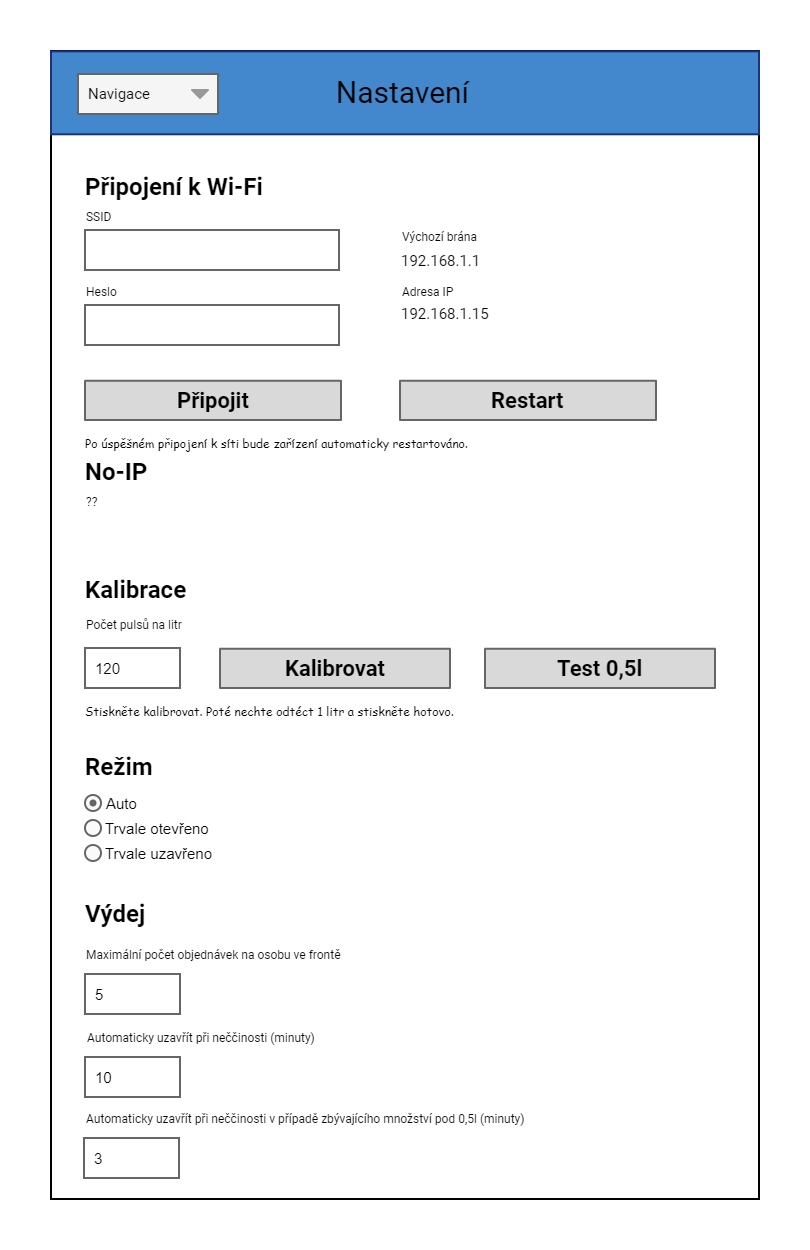 Navigace
Nastavení
Připojení k Wi-Fi
SSID
Výchozí brána
192.168.1.1
Heslo
Adresa IP
192.168.1.15
Připojit
Restart
Po úspěšném připojení k síti bude zařízení automaticky restartováno.
No-IP
??
Kalibrace
Počet pulsů na litr
120
Kalibrovat
Test 0,5l
Stiskněte kalibrovat. Poté nechte odtéct 1 litr a stiskněte hotovo.
Režim
Auto
Trvale otevřeno
Trvale uzavřeno
Výdej
Maximální počet objednávek na osobu ve frontě
5
Automaticky uzavřít při neččinosti (minuty)
10
Automaticky uzavřít při neččinosti v případě zbývajícího množství pod 0,5l (minuty)
3